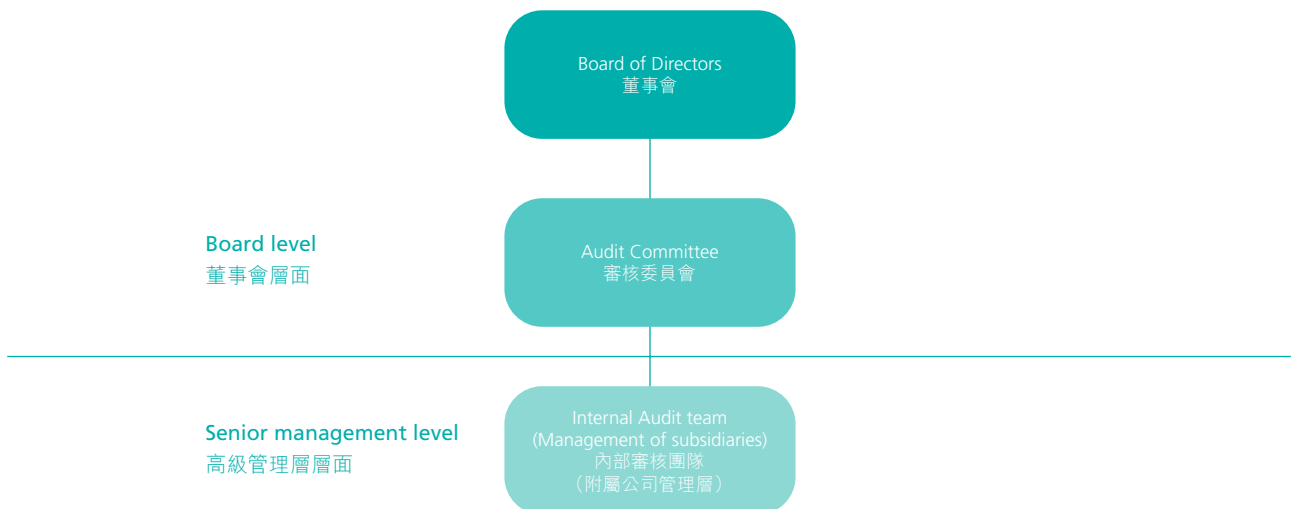 Board of Directors
董事會
Board level
董事會層面
Audit Committee
審核委員會
Senior management level
高級管理層層面
Internal Audit team
(Management of subsidiaries)
內部審核團隊
（附屬公司管理層）